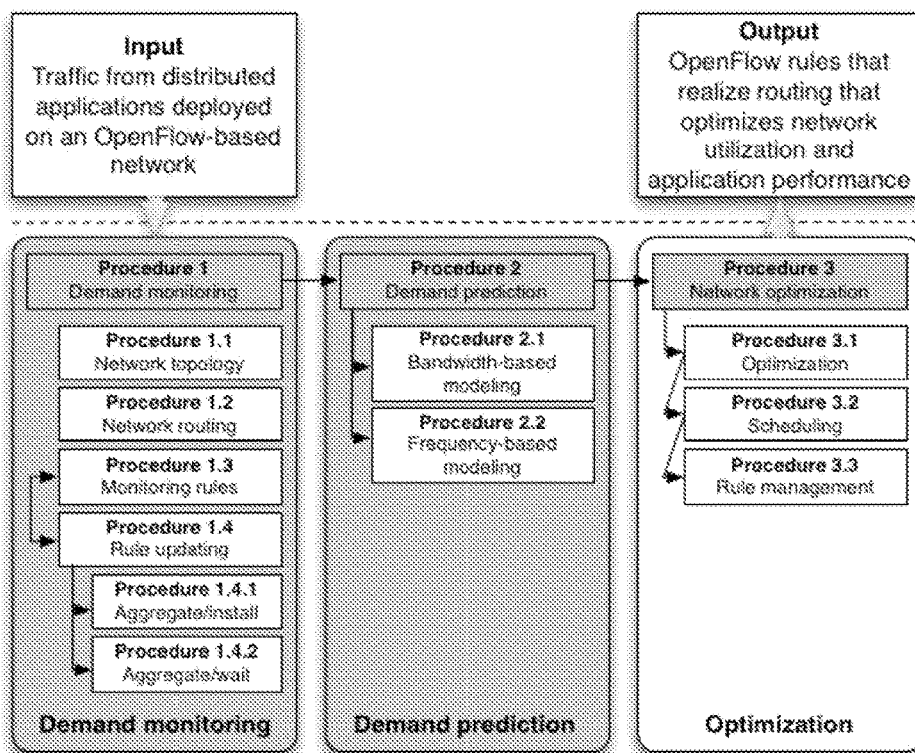 Input
Traffic from distributed
applications deployed
on an OpenFlow-based
network
Output
OpenFlow rules that
realize routing that
optimizes network
utilization and
application performance
Procedure 1
Demand monitoring
Procedure 1.1
Network topology
Procedure 1.2
Network routing
Procedure 1.3
Monitoring rules
Procedure 1.4
Rule updating
Procedure 1.4.1
Aggregate/install
Procedure 1.4.2
Aggregate/wait
Demand monitoring
Procedure 2
Demand prediction
Procedure 2.1
Bandwidth-based
modeling
Procedure 2.2
Frequency-based
modeling
Demand prediction
Procedure 3
Network optimization
Procedure 3.1
Optimization
Procedure 3.2
Scheduling
Procedure 3.3
Rule management
Optimization